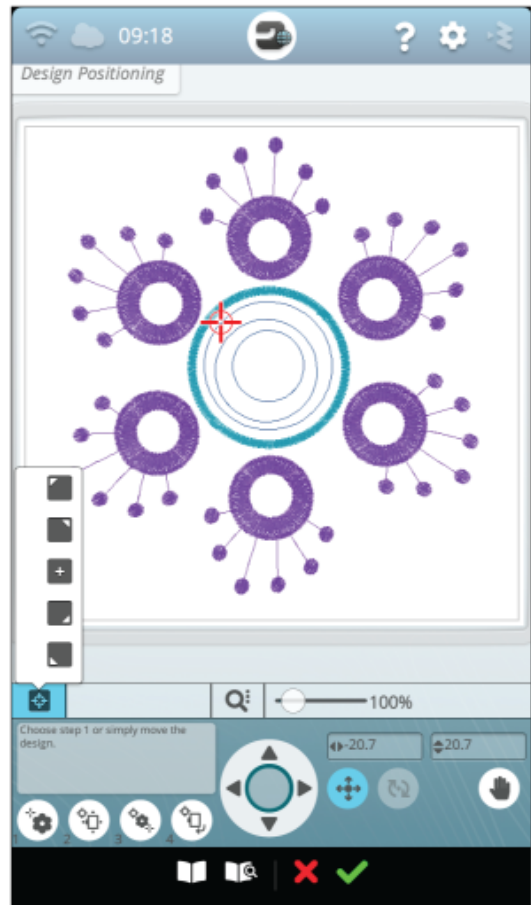 09:18
?
Design Positioning
100%
Choose step 1 or simply move the
design.
-20.7
20.7
1 2 3 4